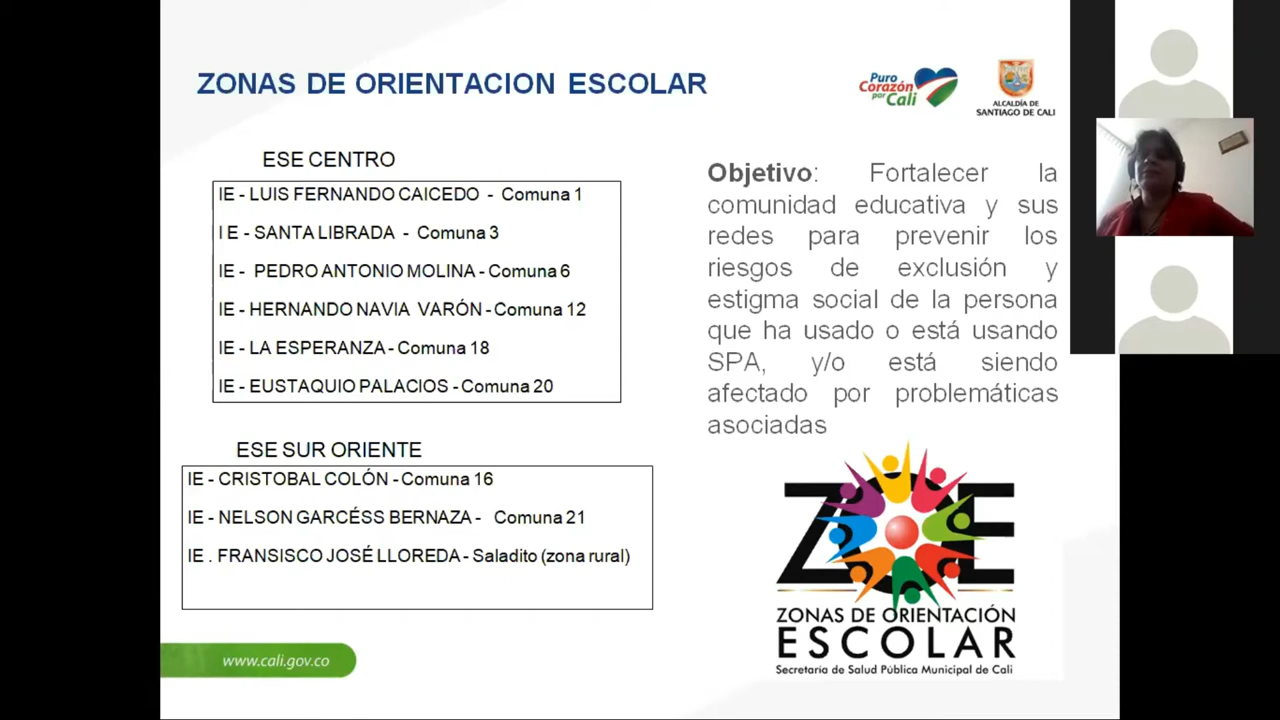 ZONAS DE ORIENTACION ESCOLAR
Puro
Corazón
por Cali
ALCALDÍA DE
SANTIAGO DE CALI
ESE CENTRO
IE - LUIS FERNANDO CAICEDO - Comuna 1
I E - SANTA LIBRADA - Comuna 3
IE - PEDRO ANTONIO MOLINA - Comuna 6
IE - HERNANDO NAVIA VARÓN - Comuna 12
IE - LA ESPERANZA - Comuna 18
IE - EUSTAQUIO PALACIOS - Comuna 20
ESE SUR ORIENTE
IE - CRISTOBAL COLÓN - Comuna 16
IE - NELSON GARCÉSS BERNAZA - Comuna 21
IE . FRANSISCO JOSÉ LLOREDA - Saladito (zona rural)
Objetivo: Fortalecer la
comunidad educativa y sus
redes para prevenir los
riesgos de exclusión y
estigma social de la persona
que ha usado o está usando
SPA, y/o está siendo
afectado por problemáticas
asociadas
ZOE
ZONAS DE ORIENTACIÓN
ESCOLAR
Secretaría de Salud Pública Municipal de Cali
www.cali.gov.co